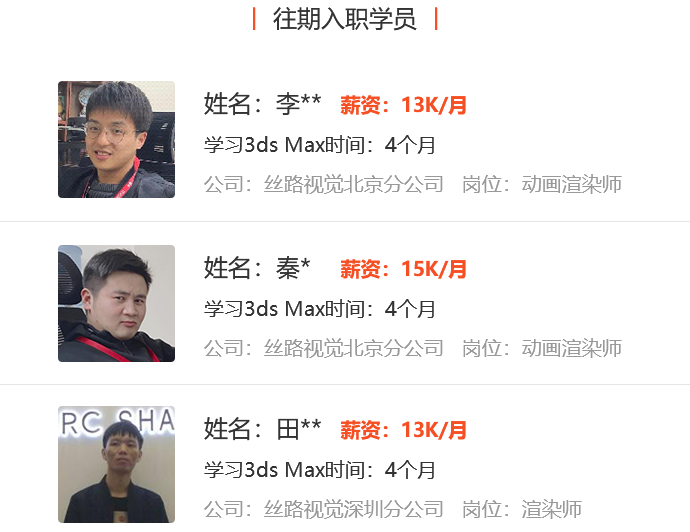 往期入职学员
姓名：李** 薪资：13K/月
学习3ds Max时间：4个月
公司：丝路视觉北京分公司 岗位：动画渲染师
姓名：秦* 薪资：15K/月
学习3ds Max时间：4个月
公司：丝路视觉北京分公司 岗位：动画渲染师
RC SHA
姓名：田** 薪资：13K/月
学习3ds Max时间：4个月
公司：丝路视觉深圳分公司 岗位：渲染师